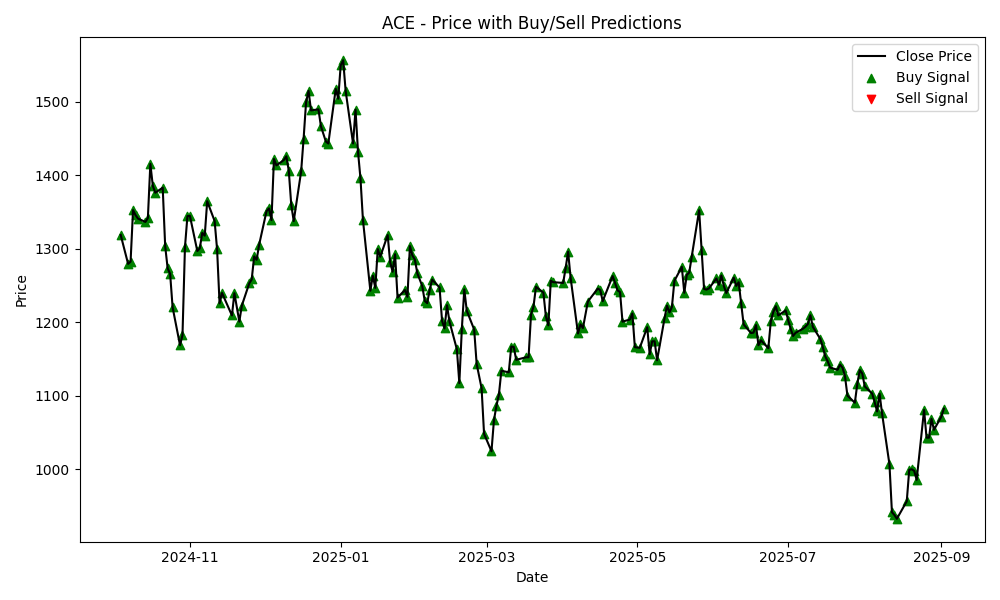 ACE - Price with Buy/Sell Predictions
Close Price
Buy Signal
Sell Signal
Price
1500
1400
1300
1200
1100
1000
2024-11
2025-01
2025-03
2025-05
2025-07
2025-09
Date